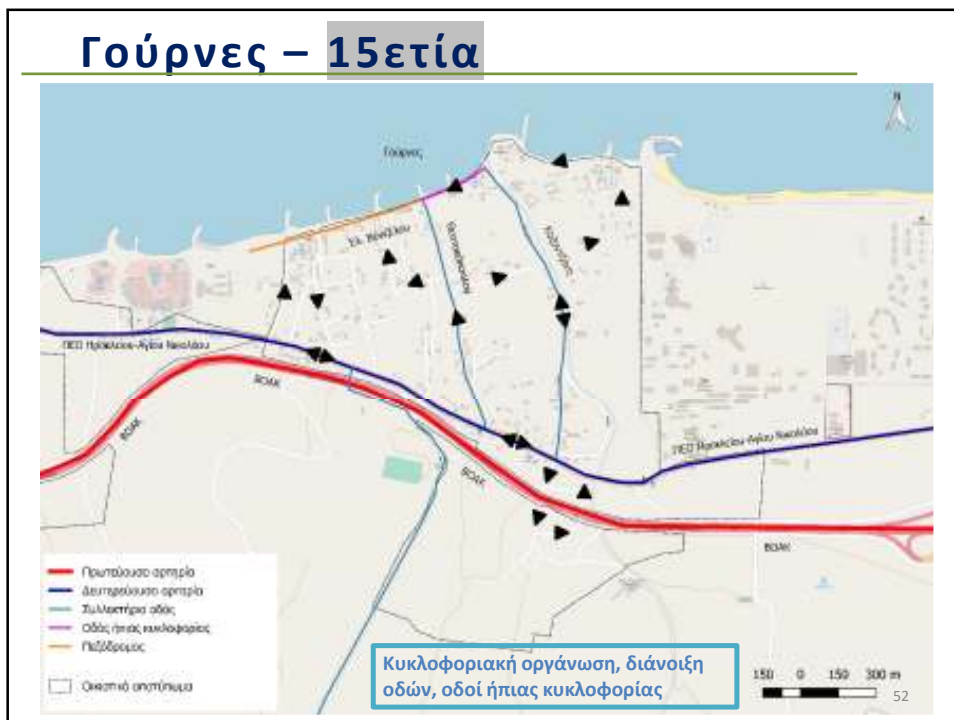 Γούρνες – 15ετία
N
Γούρνες
Ελ. Βενιζέλου
Θεοτοκοπούλου
ΠΕΟ Ηρακλείου-Αγίου Νικολάου
ΒΟΑΚ
ΒΟΑΚ
ΒΟΑΚ
ΠΕΟ Ηρακλείου-Αγίου Νικολάου
ΒΟΑΚ
Πρωτεύουσα αρτηρία
Δευτερεύουσα αρτηρία
Συλλεκτήρια οδός
Οδός ήπιας κυκλοφορίας
Πεζόδρομος
Οικιστικό αποτύπωμα
Κυκλοφοριακή οργάνωση, διάνοιξη
οδών, οδοί ήπιας κυκλοφορίας
150 0 150 300 m
52